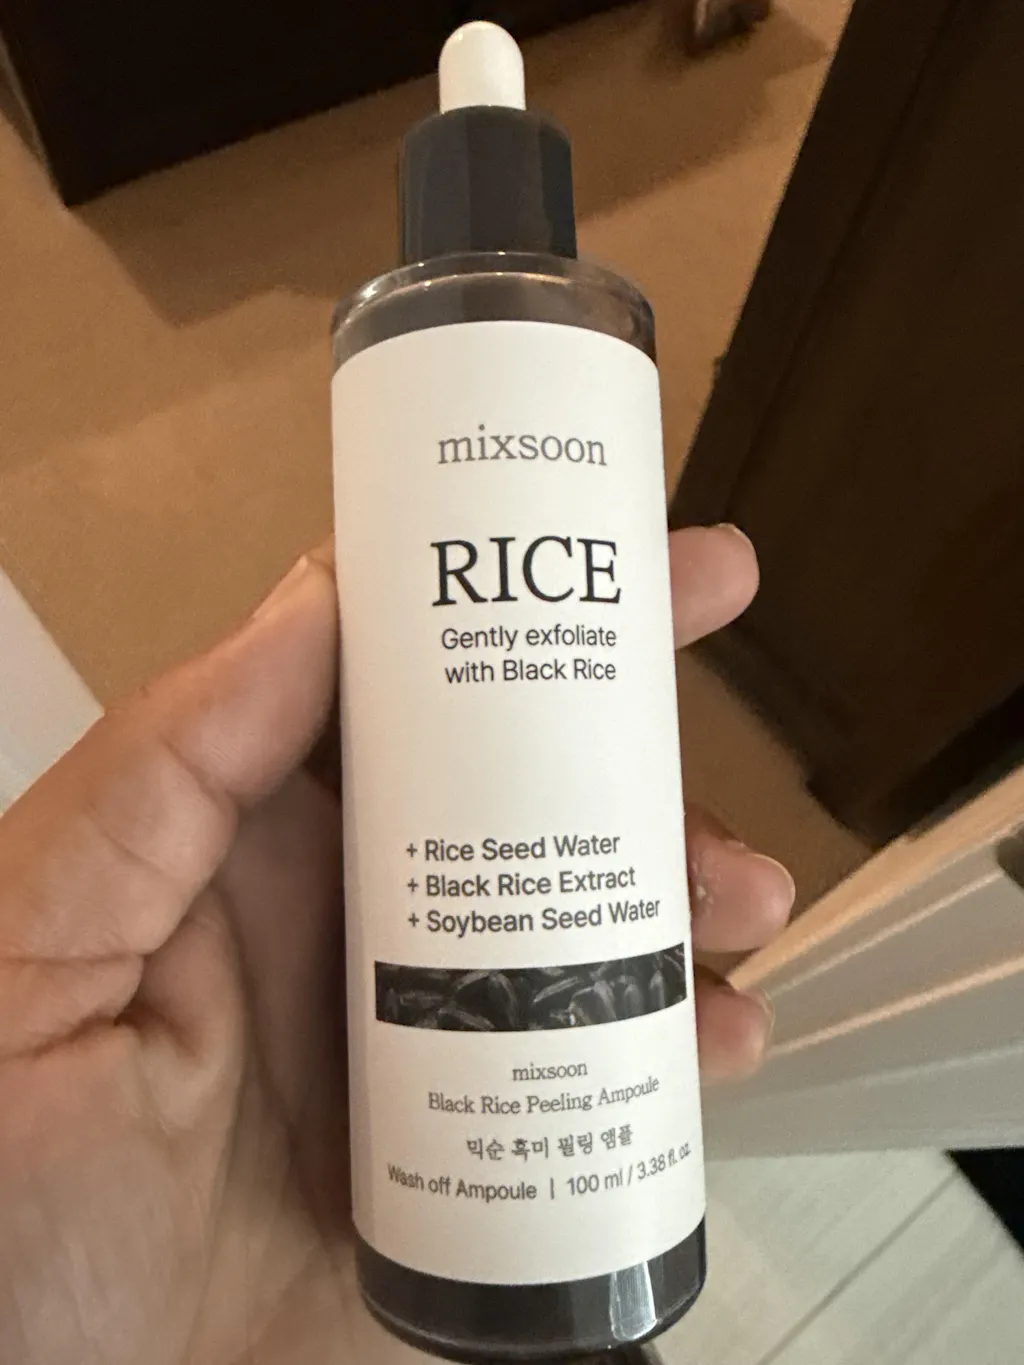 mixsoon
RICE
Gently exfoliate
with Black Rice
+ Rice Seed Water
+ Black Rice Extract
+ Soybean Seed Water
mixsoon
Black Rice Peeling Ampoule
믹순 흑미 필링 앰플
Wash off Ampoule | 100 ml / 3.38 fl. oz.